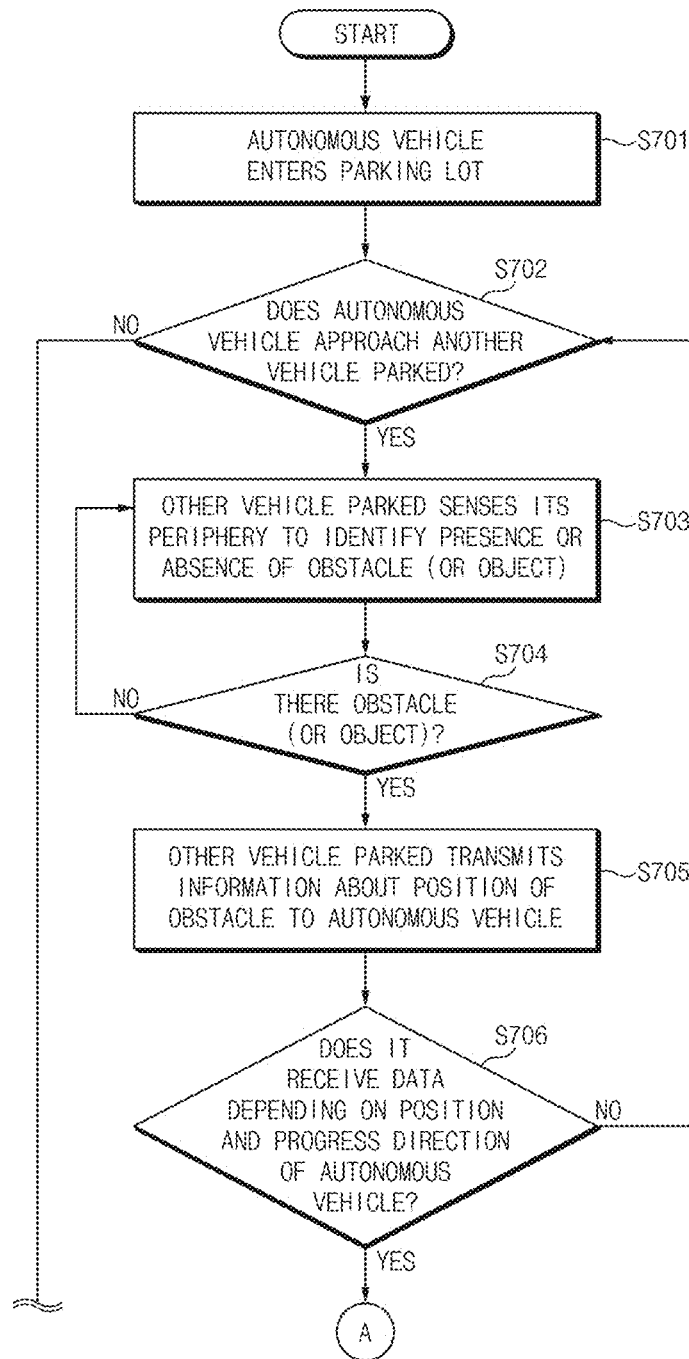 START
AUTONOMOUS VEHICLE
ENTERS PARKING LOT
S701
S702
DOES AUTONOMOUS
VEHICLE APPROACH ANOTHER
VEHICLE PARKED?
NO
YES
OTHER VEHICLE PARKED SENSES ITS
PERIPHERY TO IDENTIFY PRESENCE OR
ABSENCE OF OBSTACLE (OR OBJECT)
S703
S704
IS
THERE OBSTACLE
(OR OBJECT)?
NO
YES
OTHER VEHICLE PARKED TRANSMITS
INFORMATION ABOUT POSITION OF
OBSTACLE TO AUTONOMOUS VEHICLE
S705
S706
DOES IT
RECEIVE DATA
DEPENDING ON POSITION
AND PROGRESS DIRECTION
OF AUTONOMOUS
VEHICLE?
NO
YES
A